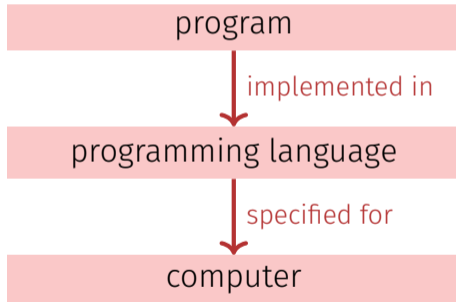 program
implemented in
programming language
specified for
computer